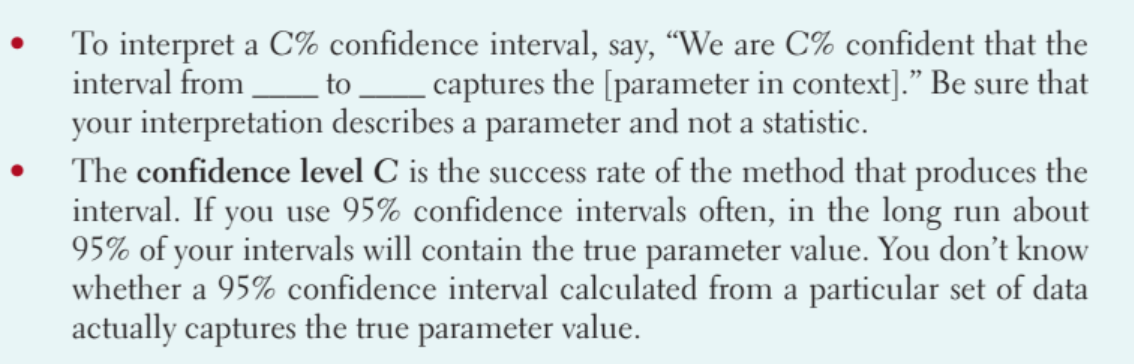 • To interpret a C% confidence interval, say, “We are C% confident that the
interval from ____ to ____ captures the [parameter in context].” Be sure that
your interpretation describes a parameter and not a statistic.
• The confidence level C is the success rate of the method that produces the
interval. If you use 95% confidence intervals often, in the long run about
95% of your intervals will contain the true parameter value. You don’t know
whether a 95% confidence interval calculated from a particular set of data
actually captures the true parameter value.